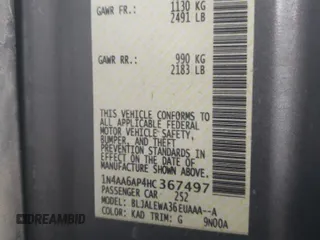 GAWR FR.: 1130 KG
2491 LB
GAWR RR.: 990 KG
2183 LB
THIS VEHICLE CONFORMS TO
ALL APPLICABLE FEDERAL
MOTOR VEHICLE SAFETY,
BUMPER, AND THEFT
PREVENTION STANDARDS IN
EFFECT ON THE DATE OF
MANUFACTURE SHOWN ABOVE.
1N4AA6AP4HC367497
PASSENGER CAR 252
MODEL: BLJALEWA36EUAAA--A
COLOR: KAD TRIM: G 9N00A
DREAMBID